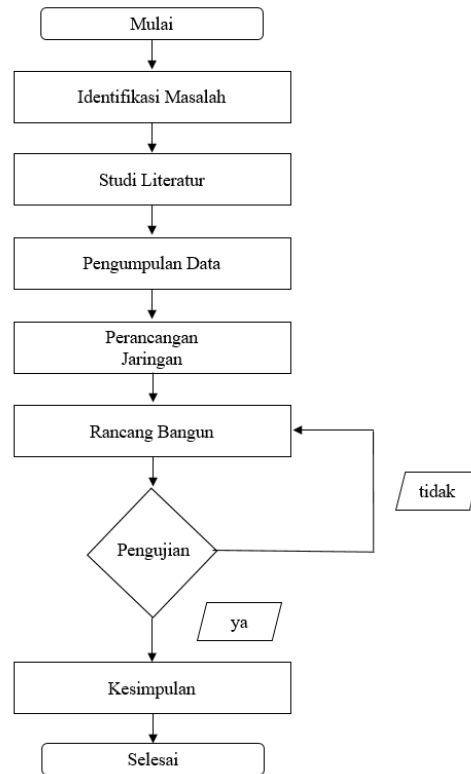 Mulai
Identifikasi Masalah
Studi Literatur
Pengumpulan Data
Perancangan
Jaringan
Rancang Bangun
tidak
Pengujian
ya
Kesimpulan
Selesai